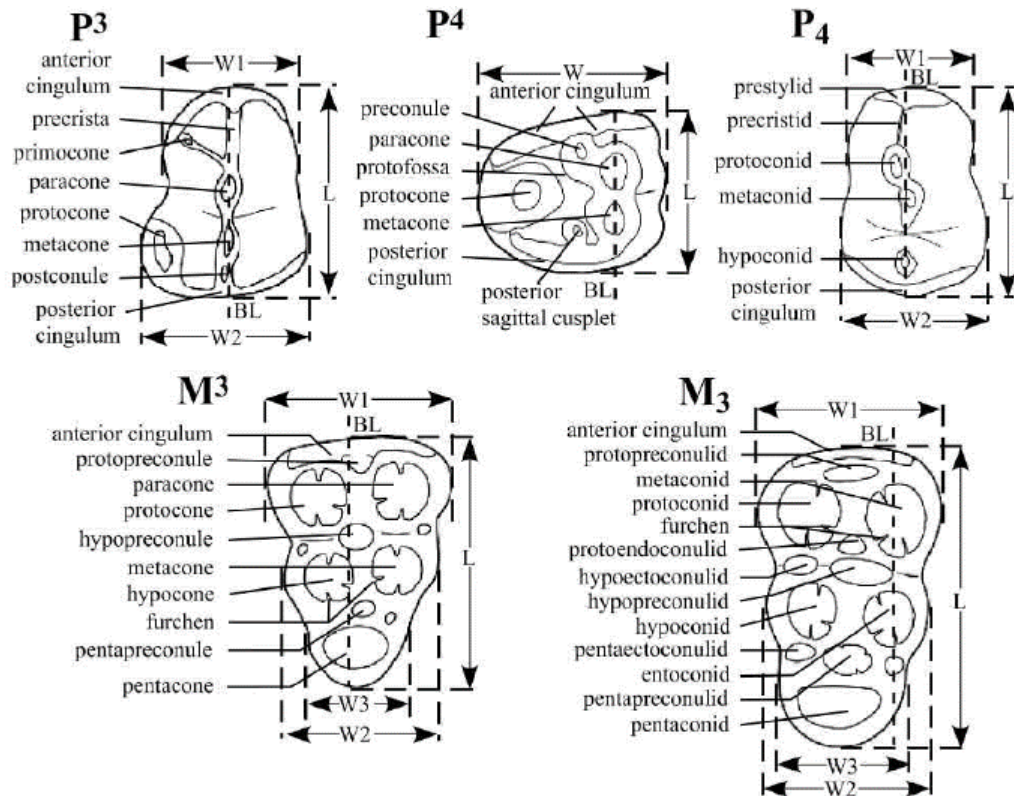 P³
W1
anterior
cingulum
precrista
primocone
paracone
protocone
metacone
postconule
posterior
cingulum
BL
W2
L
P⁴
W
anterior cingulum
preconule
paracone
protofossa
protocone
metacone
posterior
cingulum
BL
posterior
sagittal cusplet
L
P₄
W1
BL
prestylid
precristid
protoconid
metaconid
hypoconid
posterior
cingulum
W2
L
M³
W1
BL
anterior cingulum
protopreconule
paracone
protocone
hypopreconule
metacone
hypocone
furchen
pentapreconule
pentacone
W3
W2
L
M₃
W1
BL
anterior cingulum
protopreconulid
metaconid
protoconid
furchen
protoendoconulid
hypoectoconulid
hypopreconulid
hypoconid
pentaectoconulid
entoconid
pentapreconulid
pentaconid
W3
W2
L